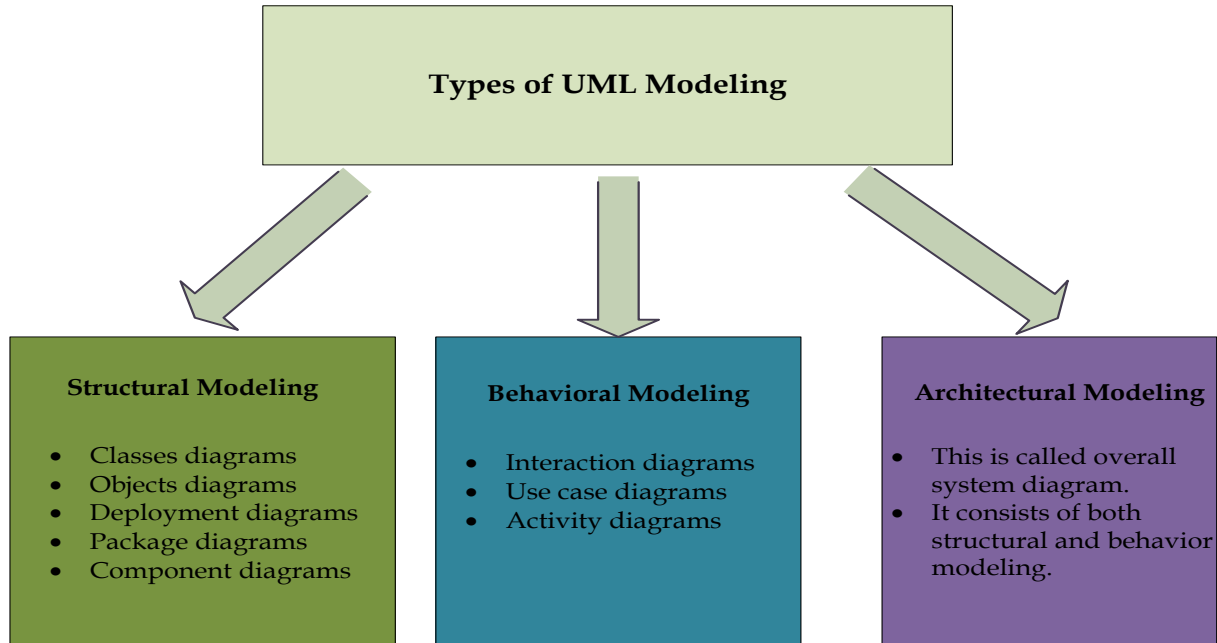 Types of UML Modeling
Structural Modeling
• Classes diagrams
• Objects diagrams
• Deployment diagrams
• Package diagrams
• Component diagrams
Behavioral Modeling
• Interaction diagrams
• Use case diagrams
• Activity diagrams
Architectural Modeling
• This is called overall
system diagram.
• It consists of both
structural and behavior
modeling.